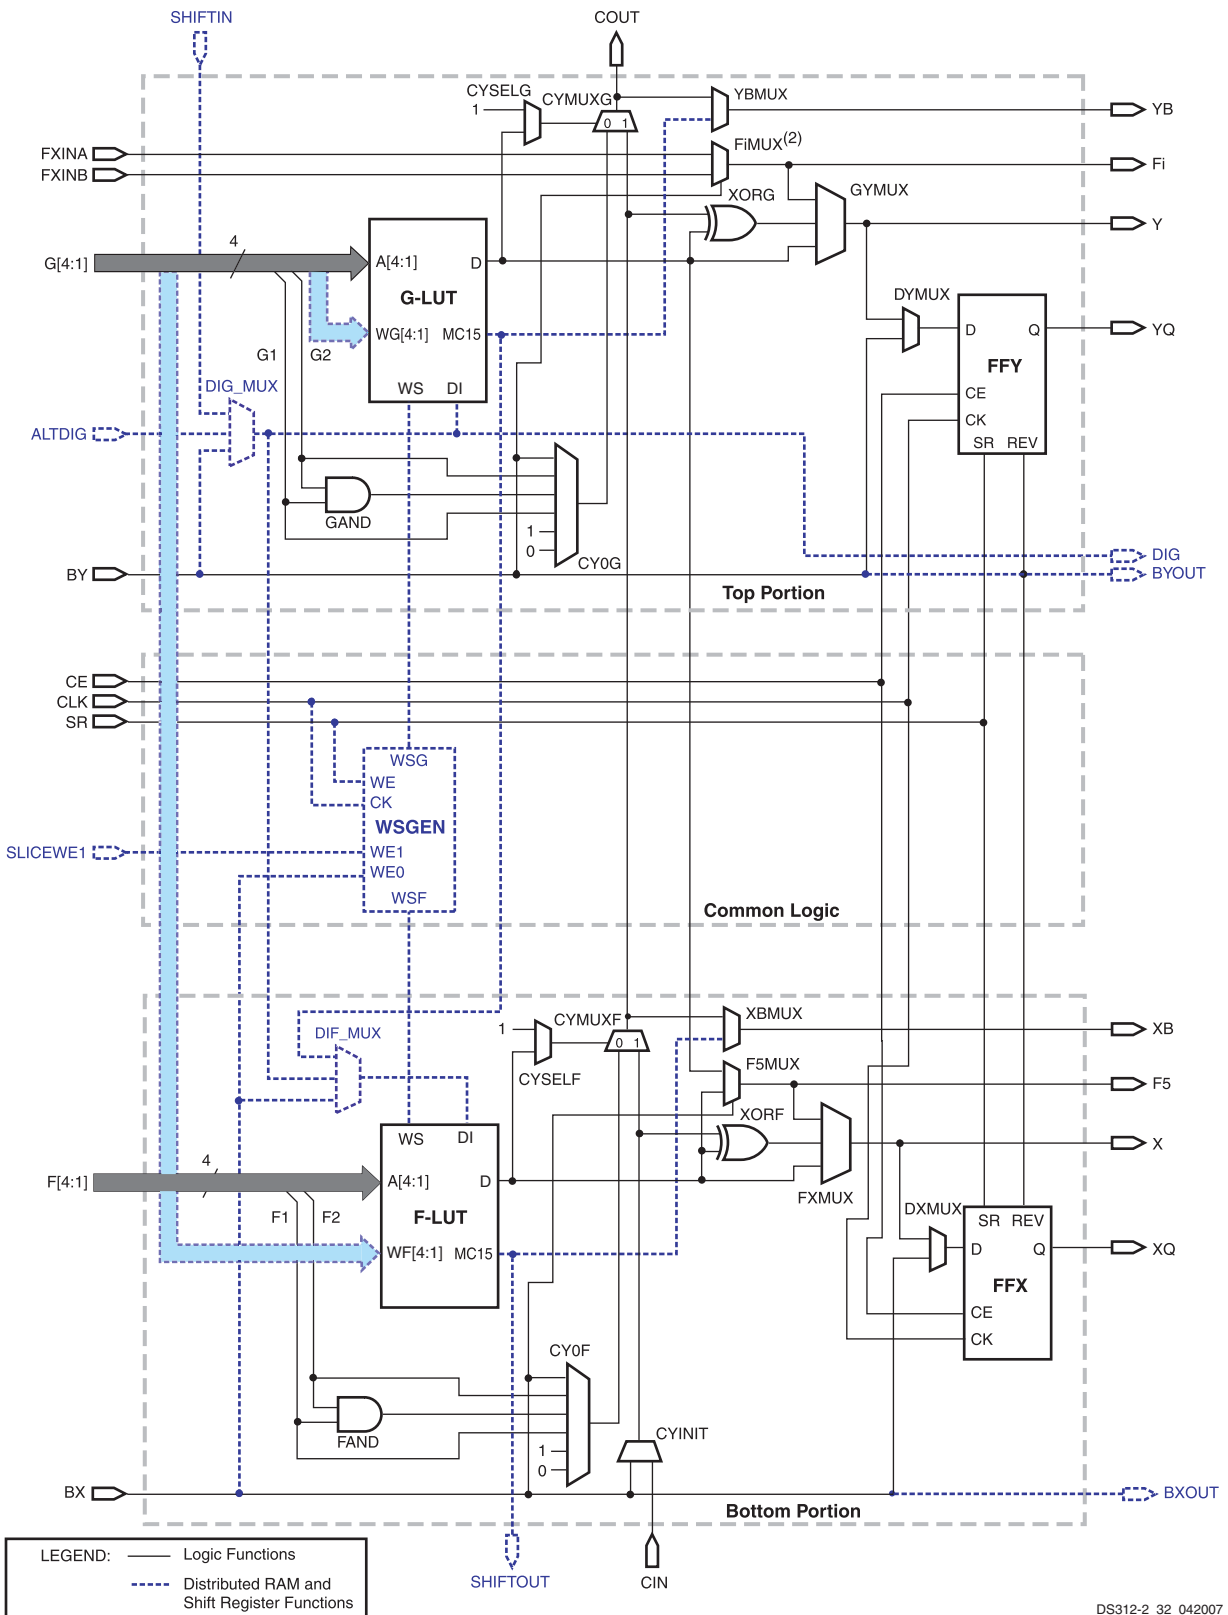 SHIFTIN
COUT
CYSELG
1
CYMUXG
0 1
YBMUX
YB
FXINA
FXINB
FiMUX(2)
Fi
XORG
GYMUX
Y
G[4:1]
4
A[4:1]
D
G-LUT
WG[4:1]
MC15
WS
DI
G1
G2
DYMUX
D
Q
FFY
CE
CK
SR
REV
YQ
DIG_MUX
ALTDIG
GAND
1
0
CY0G
DIG
BY
BYOUT
Top Portion
CE
CLK
SR
WSG
WE
CK
WSGEN
SLICEWE1
WE1
WE0
WSF
Common Logic
DIF_MUX
1
CYMUXF
0 1
CYSELF
XBMUX
XB
F5MUX
F5
XORF
X
FXMUX
WS
DI
F[4:1]
4
A[4:1]
D
F-LUT
WF[4:1]
MC15
F1
F2
DXMUX
SR
REV
D
Q
FFX
CE
CK
XQ
CY0F
FAND
1
0
CYINIT
BX
BXOUT
Bottom Portion
SHIFTOUT
CIN
LEGEND:
Logic Functions
Distributed RAM and
Shift Register Functions
DS312-2_32_042007